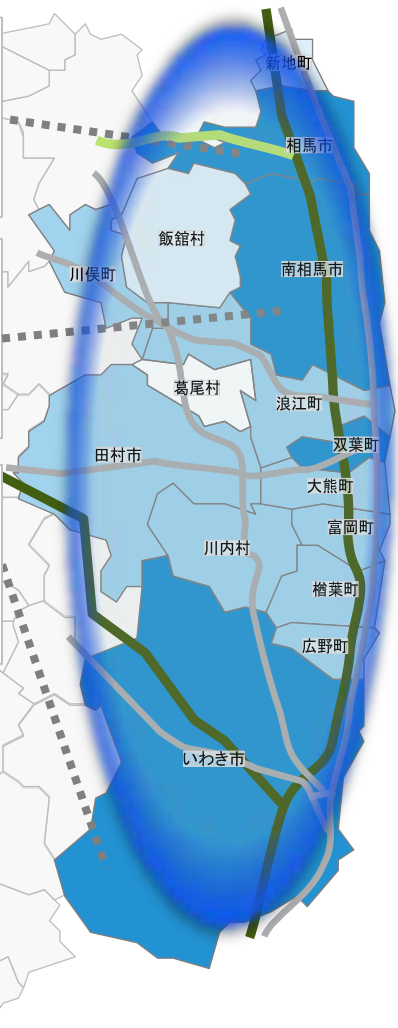 新地町
相馬市
飯舘村
南相馬市
川俣町
葛尾村
浪江町
双葉町
田村市
大熊町
富岡町
川内村
楢葉町
広野町
いわき市